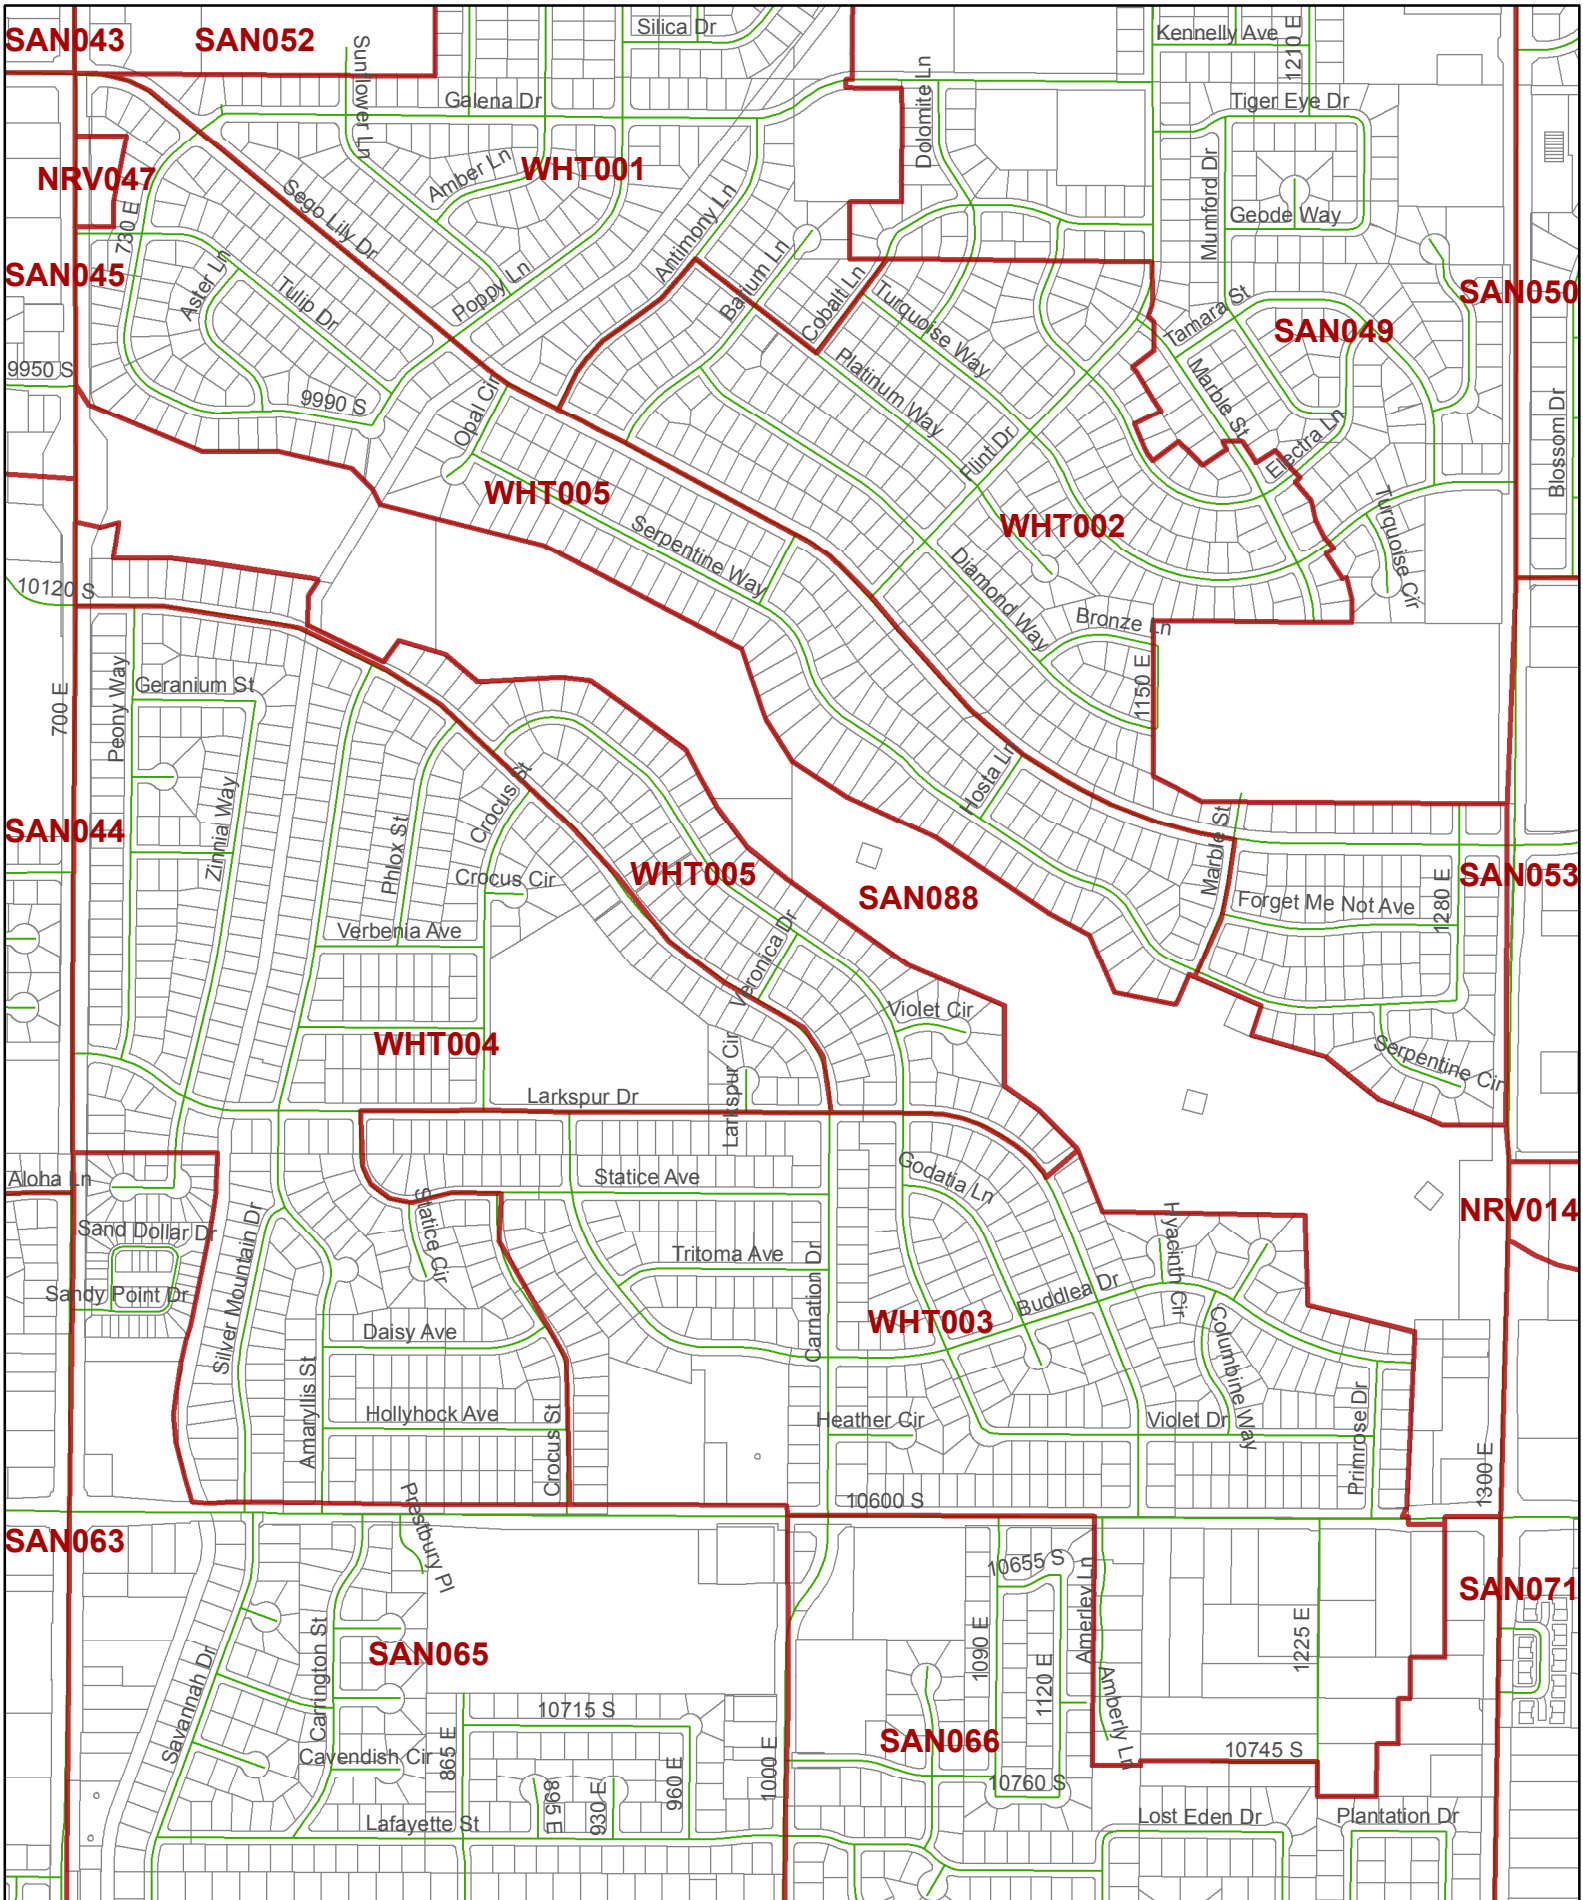 SAN043
SAN052
Sunflower Ln
Silica Dr
Kennelly Ave
1210 E
Galena Dr
Dolomite Ln
Tiger Eye Dr
NRV047
Amber Ln
WHT001
Mumford Dr
Sego Lily Dr
730 E
Antimony Ln
Geode Way
SAN045
Aster Ln
Tulip Dr
Poppy Ln
Barium Ln
Cobalt Ln
Turquoise Way
Tamara St
SAN049
SAN050
9950 S
9990 S
Opal Cir
Platinum Way
Marble St
Blossom Dr
Flint Dr
Electra Ln
WHT005
Serpentine Way
WHT002
Turquoise Cir
10120 S
Diamond Way
Bronze Ln
1150 E
700 E
Peony Way
Geranium St
Zinnia Way
Crocus St
Hosta Ln
Marble St
SAN044
Phlox St
Crocus Cir
WHT005
SAN088
SAN053
Forget Me Not Ave
1280 E
Verbenia Ave
Veronica Dr
Violet Cir
WHT004
Larkspur Cir
Serpentine Cir
Larkspur Dr
Aloha Ln
Statice Ave
Godatia Ln
Statice Cir
Sand Dollar Dr
Silver Mountain Dr
Tritoma Ave
Carnation Dr
Hyacinth Cir
NRV014
Sandy Point Dr
Buddlea Dr
WHT003
Daisy Ave
Columbine Way
Amaryllis St
Hollyhock Ave
Crocus St
Heather Cir
Violet Dr
Primrose Dr
1300 E
Prestbury Pl
10600 S
SAN063
10655 S
SAN071
Savannah Dr
Carrington St
SAN065
1090 E
1120 E
Amerley Ln
Amberly Ln
1225 E
10715 S
865 E
SAN066
Cavendish Cir
1000 E
10745 S
895 E
930 E
960 E
10760 S
Lafayette St
Lost Eden Dr
Plantation Dr